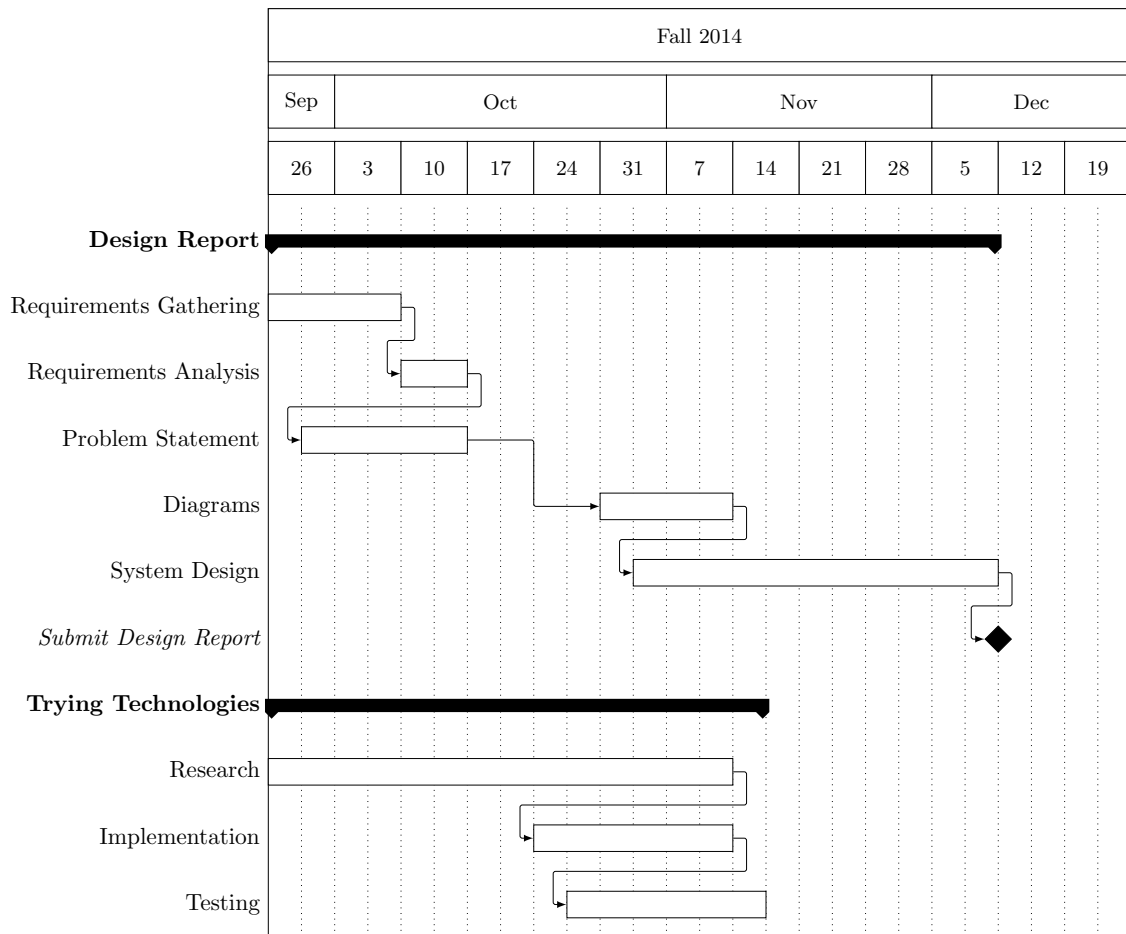 Fall 2014
Sep Oct Nov Dec
26 3 10 17 24 31 7 14 21 28 5 12 19
Design Report
Requirements Gathering
Requirements Analysis
Problem Statement
Diagrams
System Design
Submit Design Report
Trying Technologies
Research
Implementation
Testing